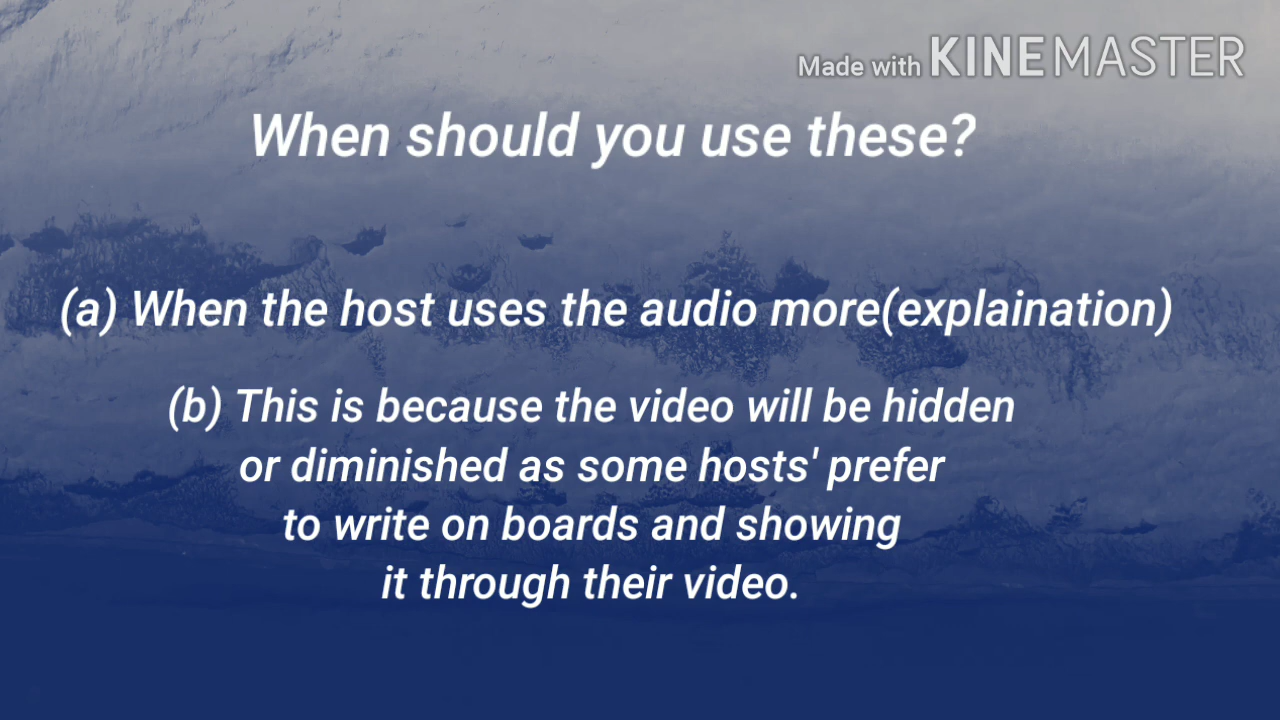 Made with KINEMASTER
When should you use these?
(a) When the host uses the audio more(explaination)
(b) This is because the video will be hidden
or diminished as some hosts' prefer
to write on boards and showing
it through their video.